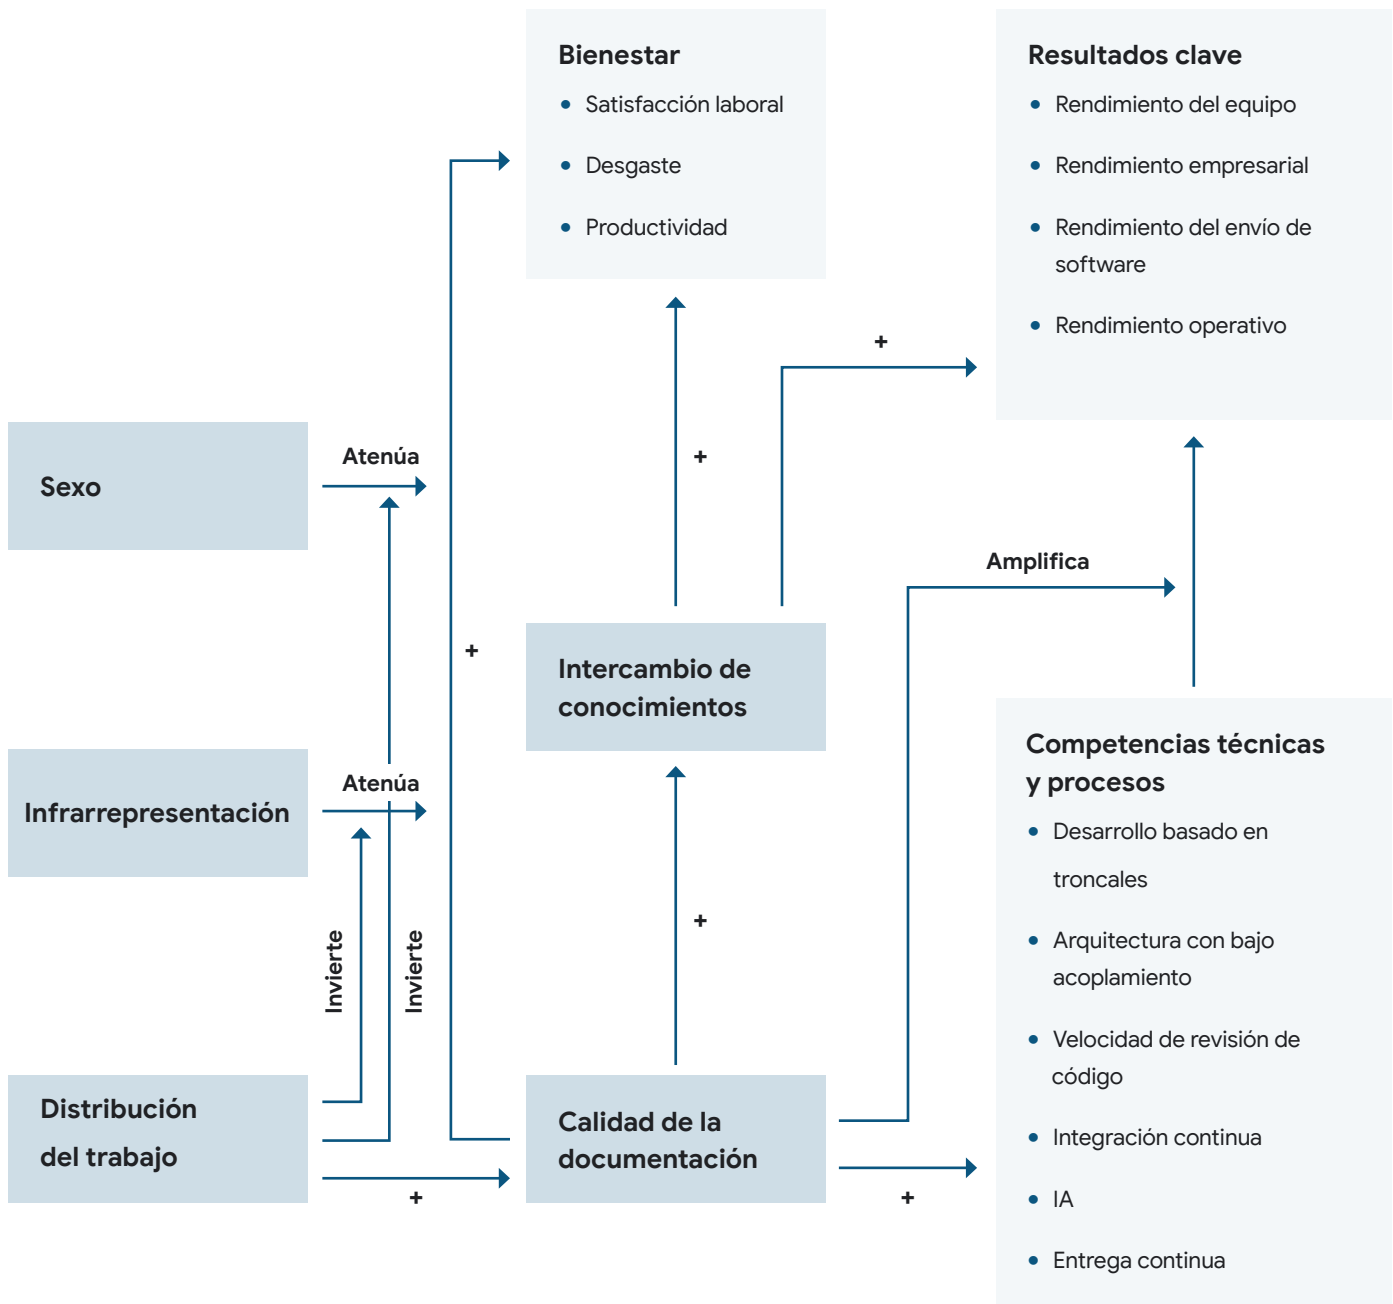 Bienestar
Satisfacción laboral
Desgaste
Productividad
Resultados clave
Rendimiento del equipo
Rendimiento empresarial
Rendimiento del envío de
software
Rendimiento operativo
+
Atenúa
+
Sexo
Amplifica
+
Intercambio de
conocimientos
Competencias técnicas
y procesos
Desarrollo basado en
troncales
Arquitectura con bajo
acoplamiento
Velocidad de revisión de
código
Integración continua
IA
Entrega continua
Atenúa
Infrarrepresentación
Invierte
Invierte
+
Distribución
del trabajo
+
Calidad de la
documentación
+